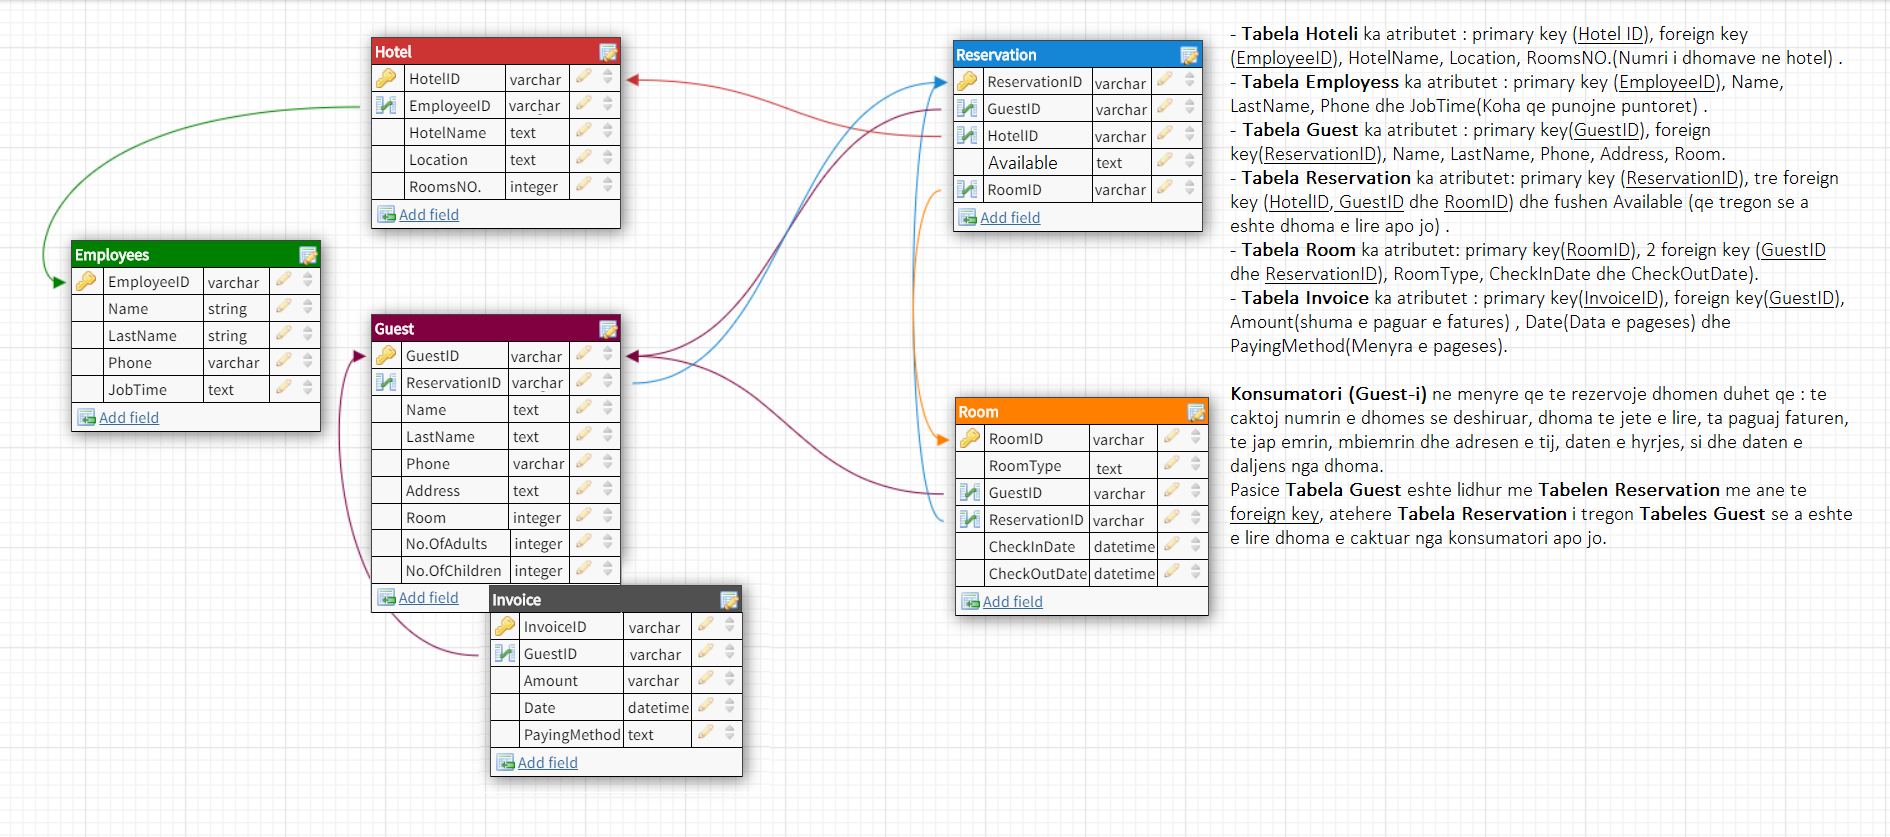 Hotel
HotelID varchar
EmployeeID varchar
HotelName text
Location text
RoomsNO. integer
Add field
Employees
EmployeeID varchar
Name string
LastName string
Phone varchar
JobTime text
Add field
Guest
GuestID varchar
ReservationID varchar
Name text
LastName text
Phone varchar
Address text
Room integer
No.OfAdults integer
No.OfChildren integer
Add field
Invoice
InvoiceID varchar
GuestID varchar
Amount varchar
Date datetime
PayingMethod text
Add field
Reservation
ReservationID varchar
GuestID varchar
HotelID varchar
Available text
RoomID varchar
Add field
Room
RoomID varchar
RoomType text
GuestID varchar
ReservationID varchar
CheckInDate datetime
CheckOutDate datetime
Add field
- Tabela Hoteli ka atributet : primary key (Hotel ID), foreign key
(EmployeeID), HotelName, Location, RoomsNO.(Numri i dhomave ne hotel) .
- Tabela Employess ka atributet : primary key (EmployeeID), Name,
LastName, Phone dhe JobTime(Koha qe punojne puntoret) .
- Tabela Guest ka atributet : primary key(GuestID), foreign
key(ReservationID), Name, LastName, Phone, Address, Room.
- Tabela Reservation ka atributet: primary key (ReservationID), tre foreign
key (HotelID, GuestID dhe RoomID) dhe fushen Available (qe tregon se a
eshte dhoma e lire apo jo) .
- Tabela Room ka atributet: primary key(RoomID), 2 foreign key (GuestID
dhe ReservationID), RoomType, CheckInDate dhe CheckOutDate).
- Tabela Invoice ka atributet : primary key(InvoiceID), foreign key(GuestID),
Amount(shuma e paguar e fatures) , Date(Data e pageses) dhe
PayingMethod(Menyra e pageses).
Konsumatori (Guest-i) ne menyre qe te rezervoje dhomen duhet qe : te
caktoj numrin e dhomes se deshiruar, dhoma te jete e lire, ta paguaj faturen,
te jap emrin, mbiemrin dhe adresen e tij, daten e hyrjes, si dhe daten e
daljens nga dhoma.
Pasice Tabela Guest eshte lidhur me Tabelen Reservation me ane te
foreign key, atehere Tabela Reservation i tregon Tabeles Guest se a eshte
e lire dhoma e caktuar nga konsumatori apo jo.